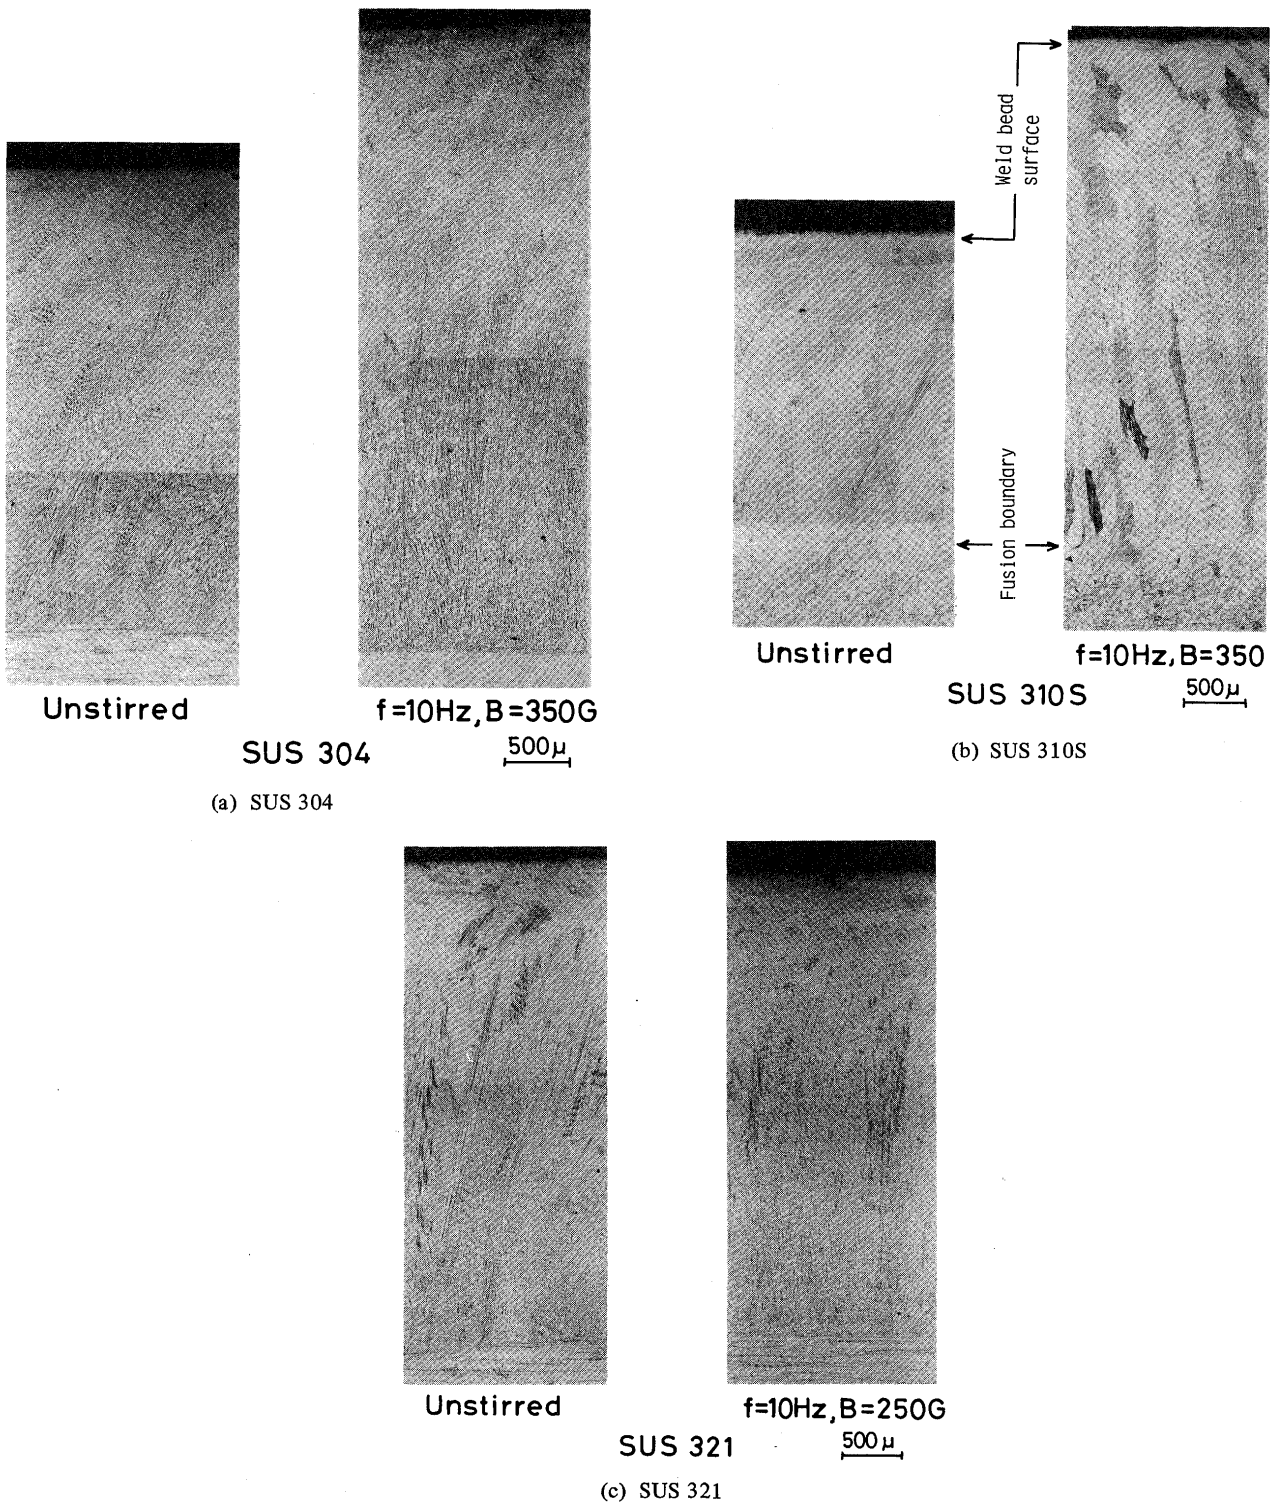 Weld bead
surface
Fusion boundary
Unstirred
f=10Hz, B=350G
SUS 304
500μ
(a) SUS 304
Unstirred
f=10Hz, B=350
SUS 310S
500μ
(b) SUS 310S
Unstirred
f=10Hz, B=250G
SUS 321
500μ
(c) SUS 321